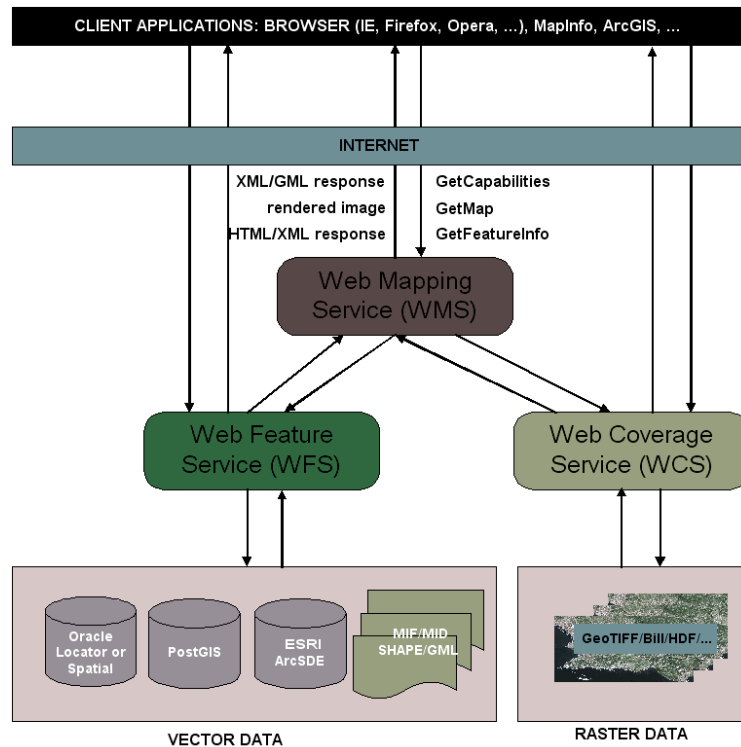 CLIENT APPLICATIONS: BROWSER (IE, Firefox, Opera, ...), MapInfo, ArcGIS, ...
INTERNET
XML/GML response
rendered image
HTML/XML response
GetCapabilities
GetMap
GetFeatureInfo
Web Mapping
Service (WMS)
Web Feature
Service (WFS)
Web Coverage
Service (WCS)
Oracle
Locator or
Spatial
PostGIS
ESRI
ArcSDE
MIF/MID
SHAPE/GML
GeoTIFF/Bill/HDF/...
VECTOR DATA
RASTER DATA